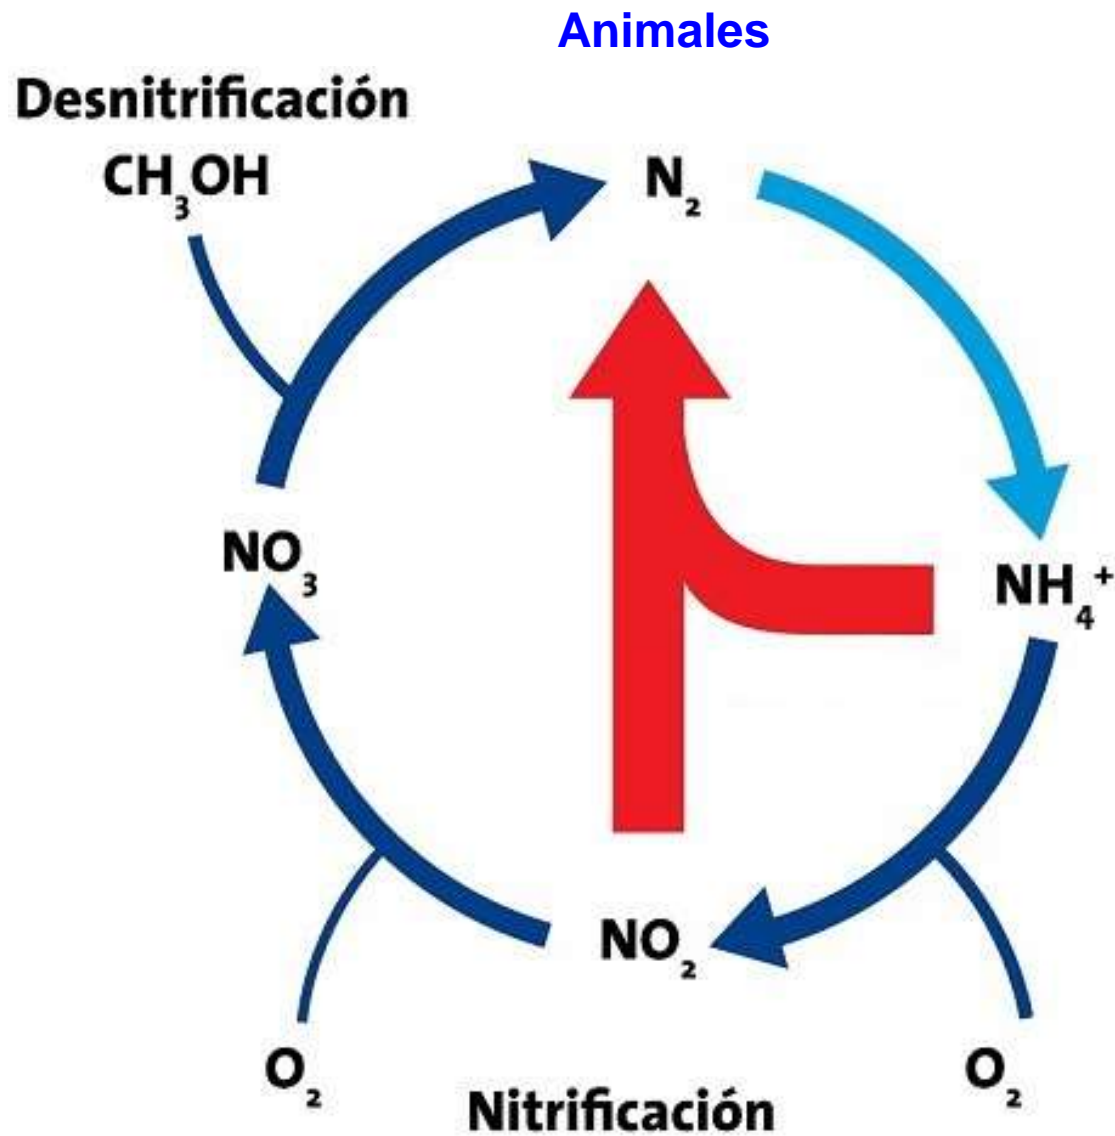 Animales
Desnitrificación
CH₃OH
N₂
NO₃
NH₄⁺
NO₂
O₂
O₂
Nitrificación